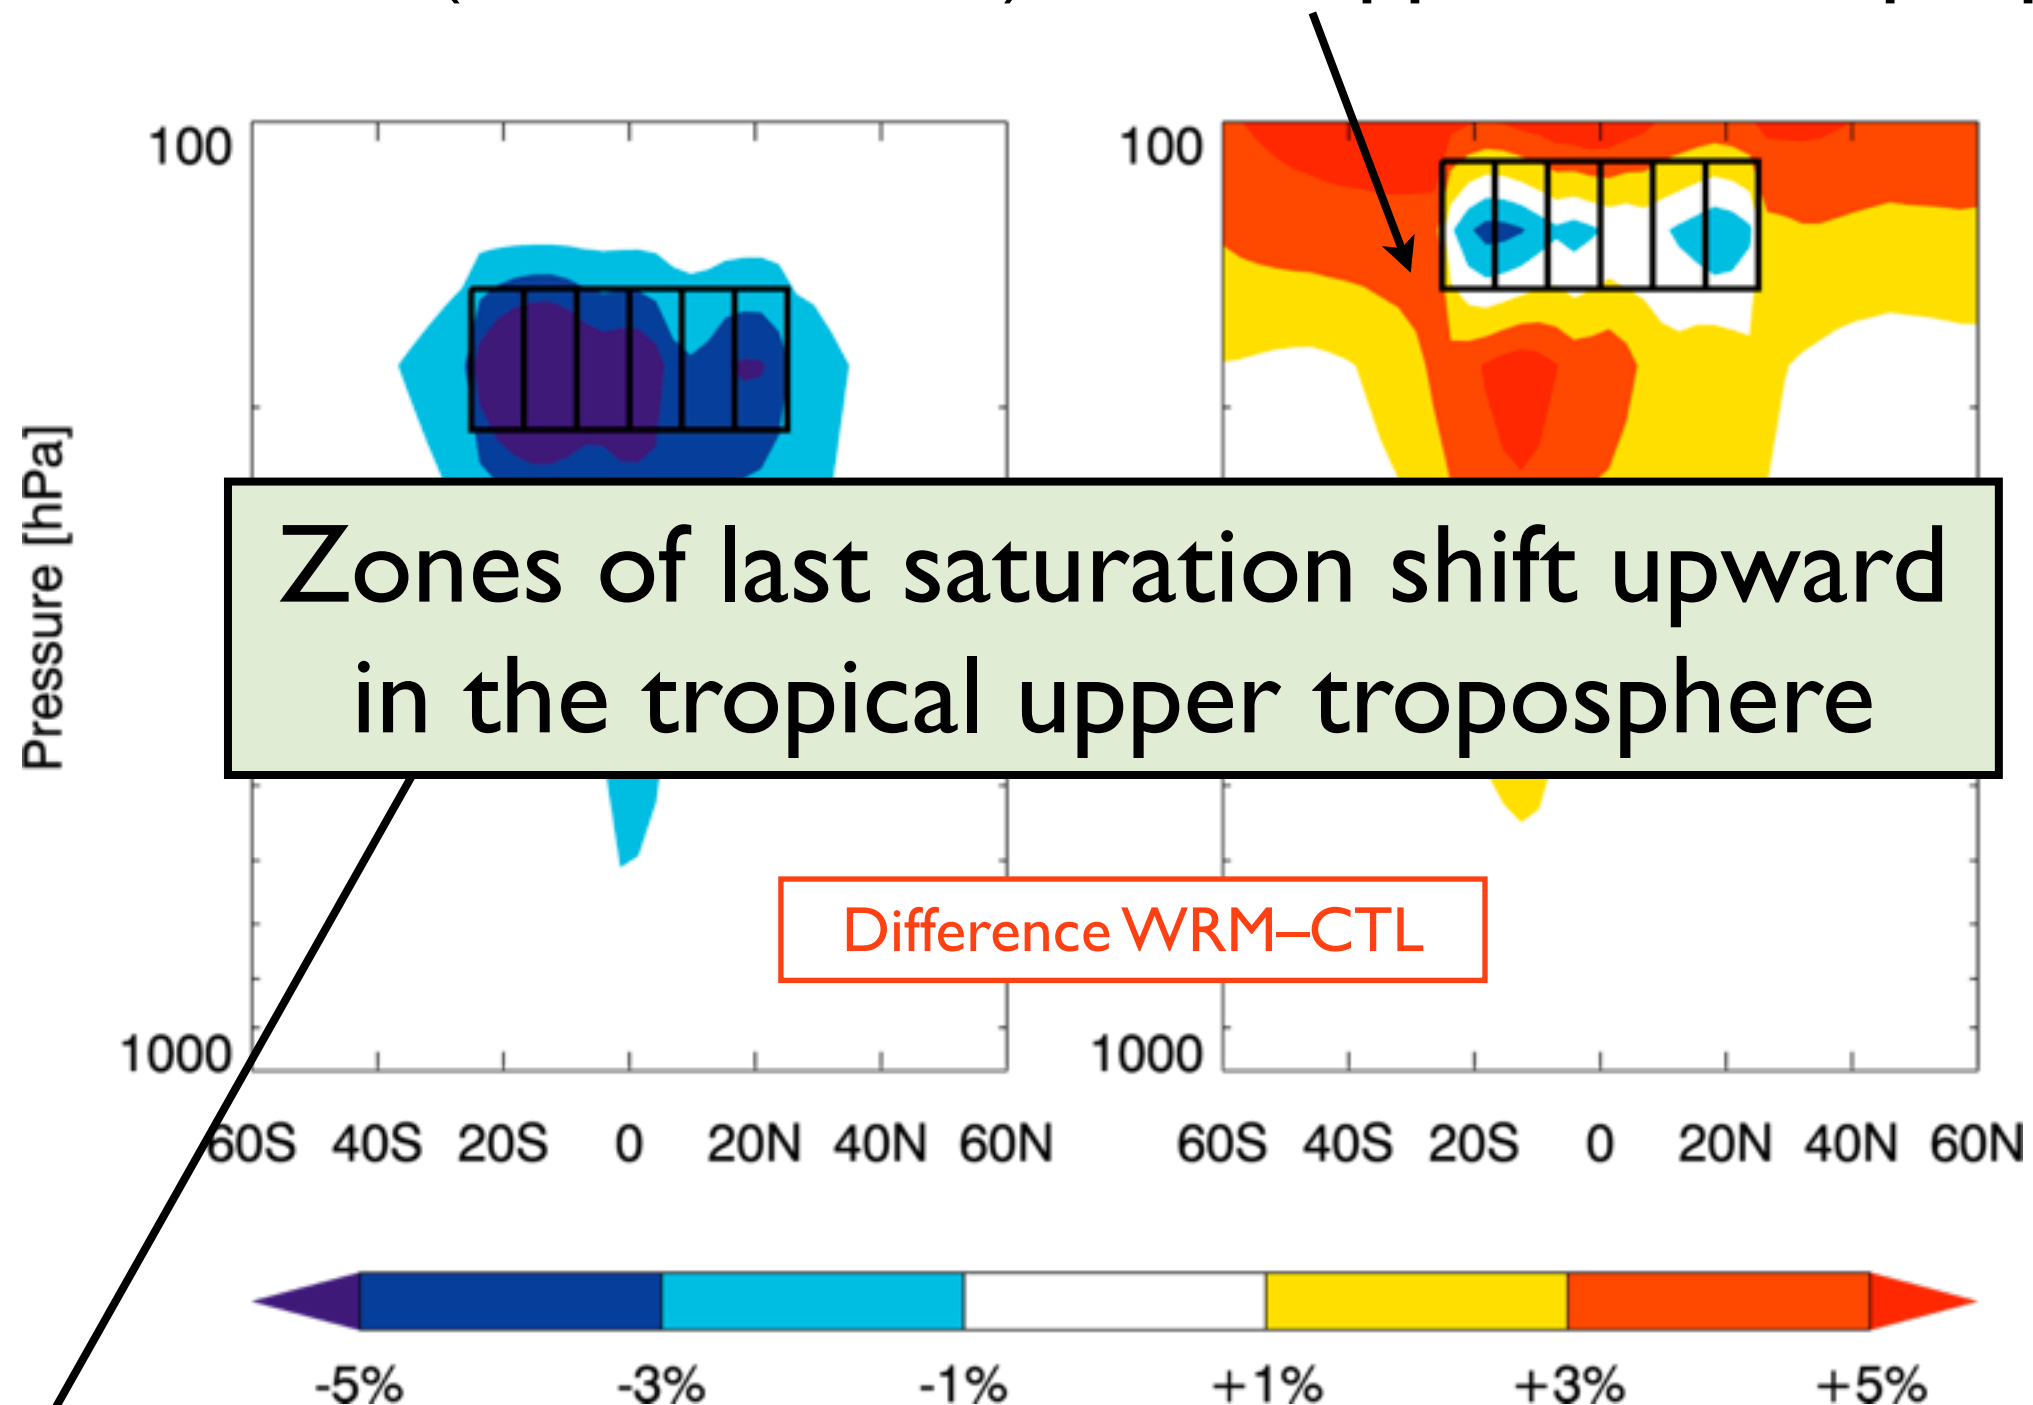 100
100
Pressure [hPa]
Zones of last saturation shift upward
in the tropical upper troposphere
Difference WRM–CTL
1000
1000
60S 40S 20S 0 20N 40N 60N
60S 40S 20S 0 20N 40N 60N
-5% -3% -1% +1% +3% +5%